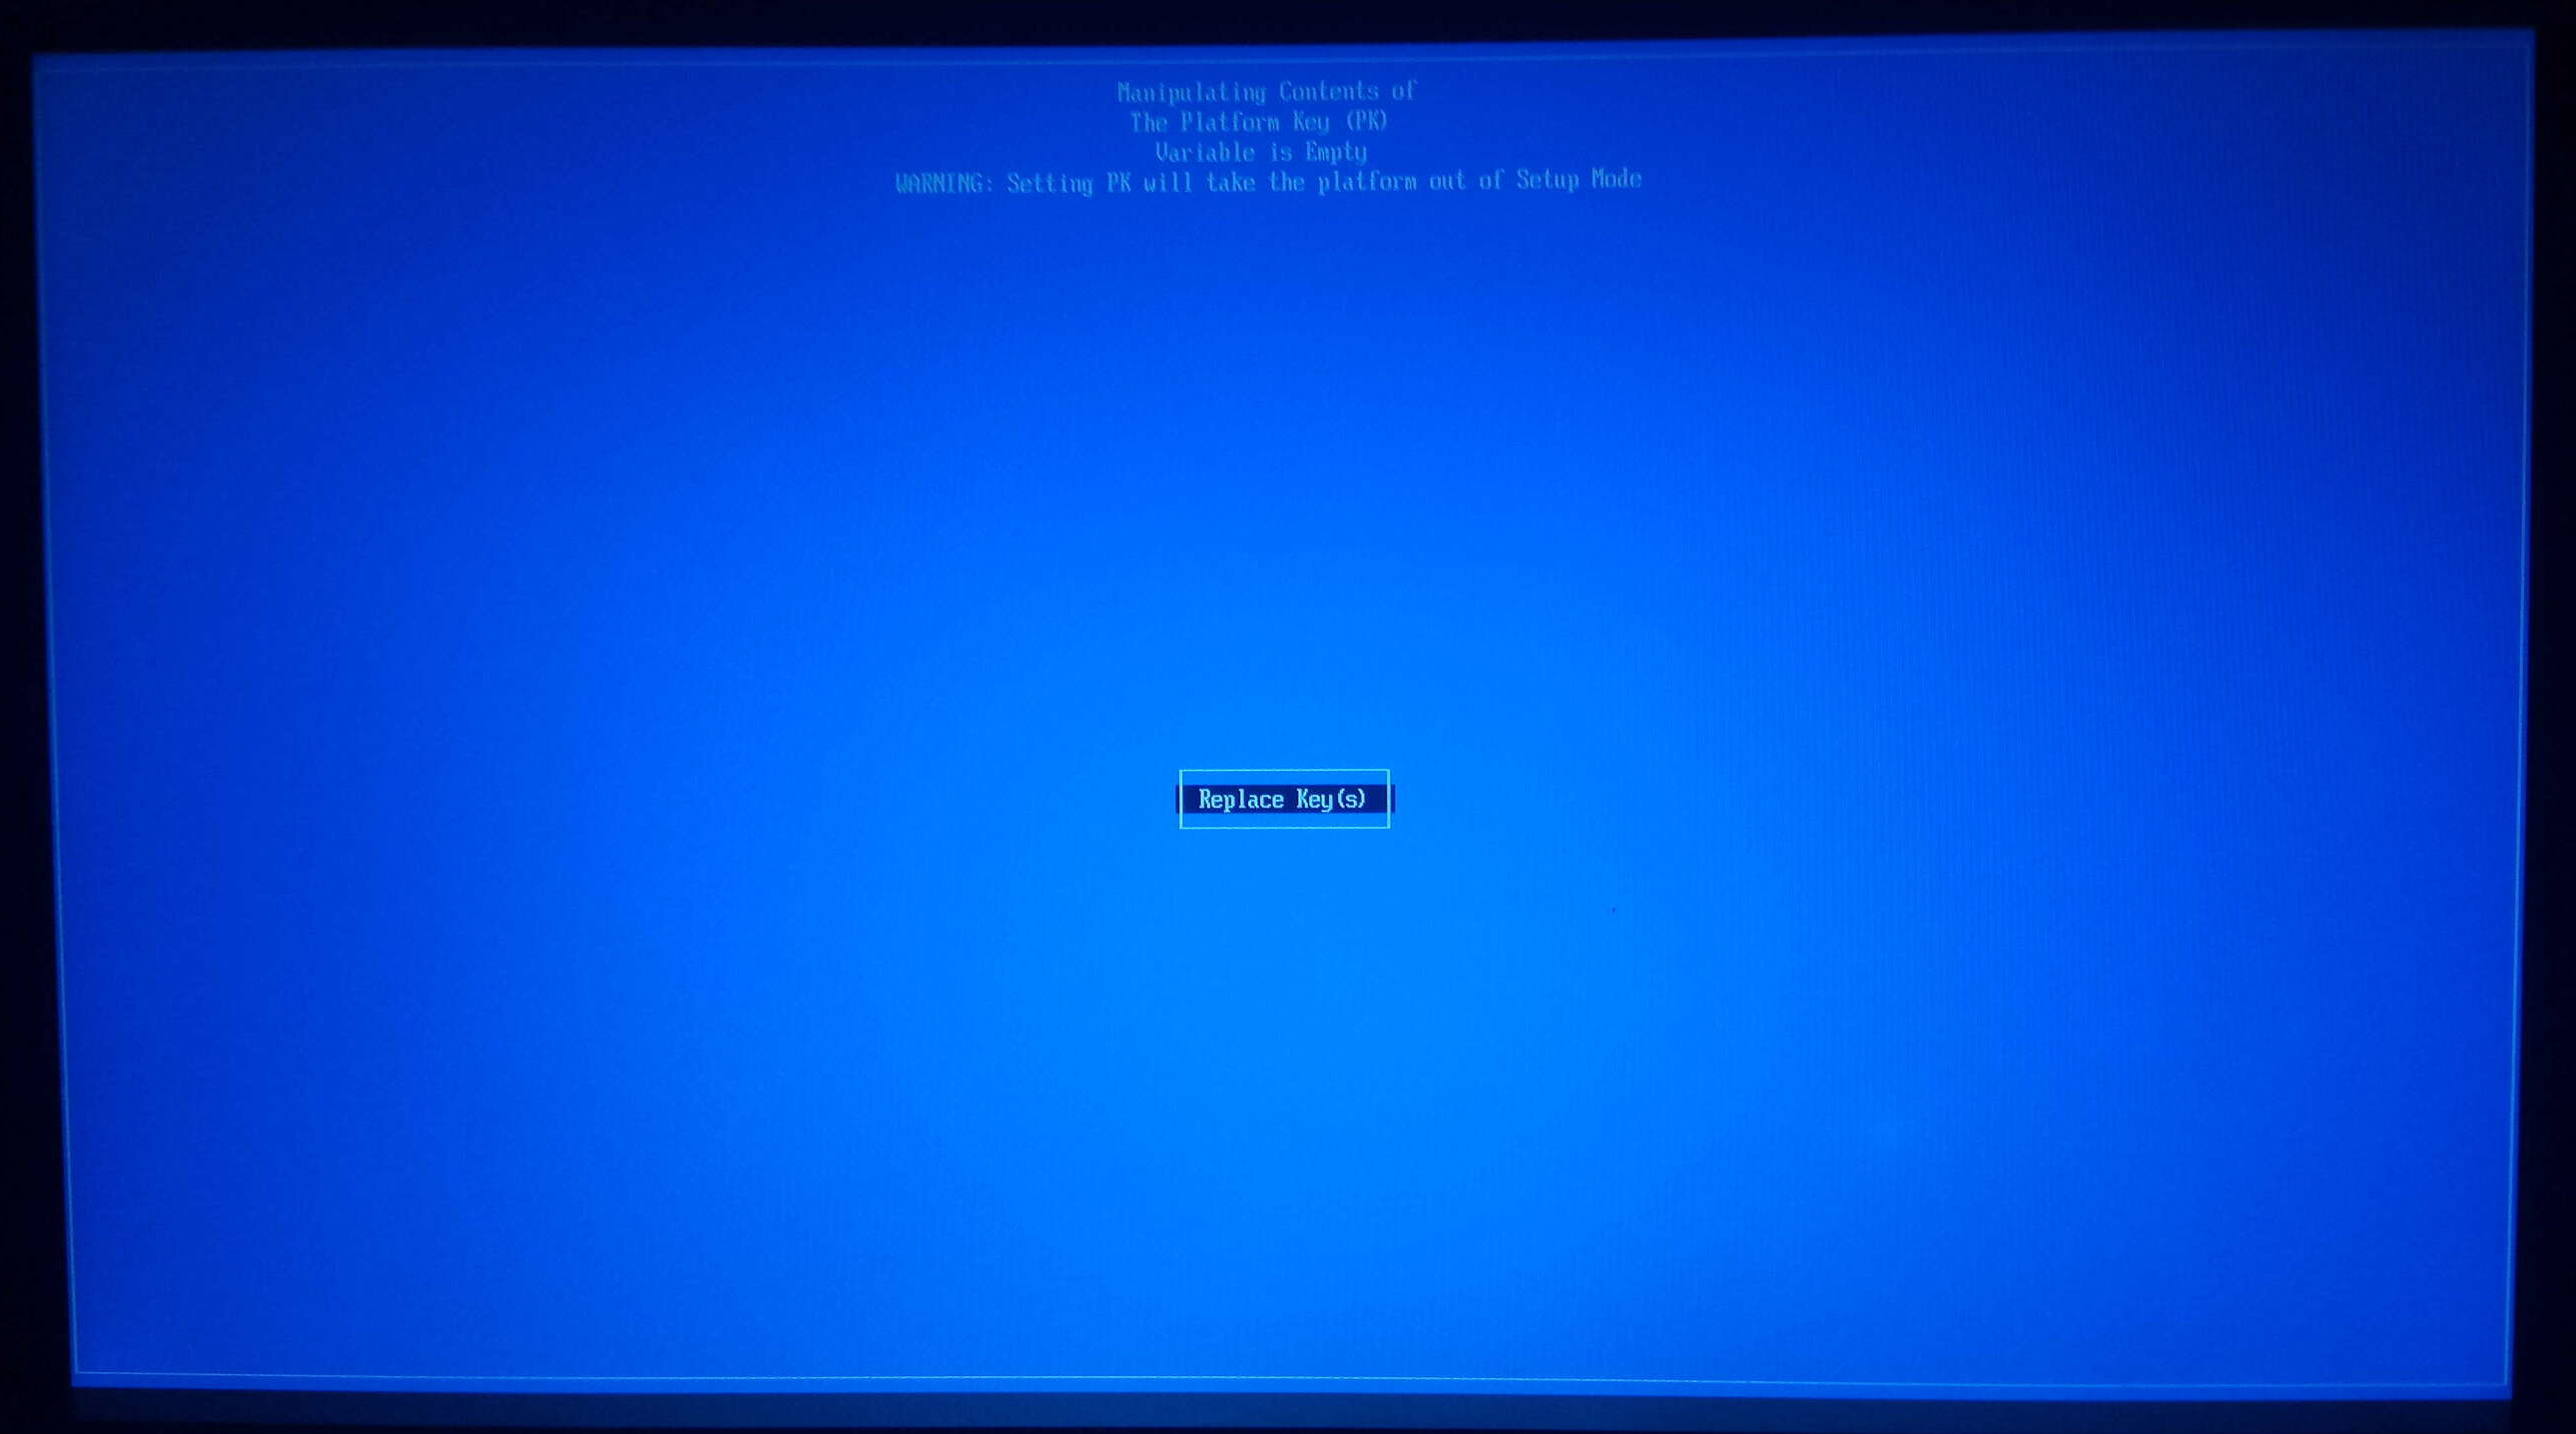 Manipulating Contents of
The Platform Key (PK)
Variable is Empty
WARNING: Setting PK will take the platform out of Setup Mode
Replace Key(s)